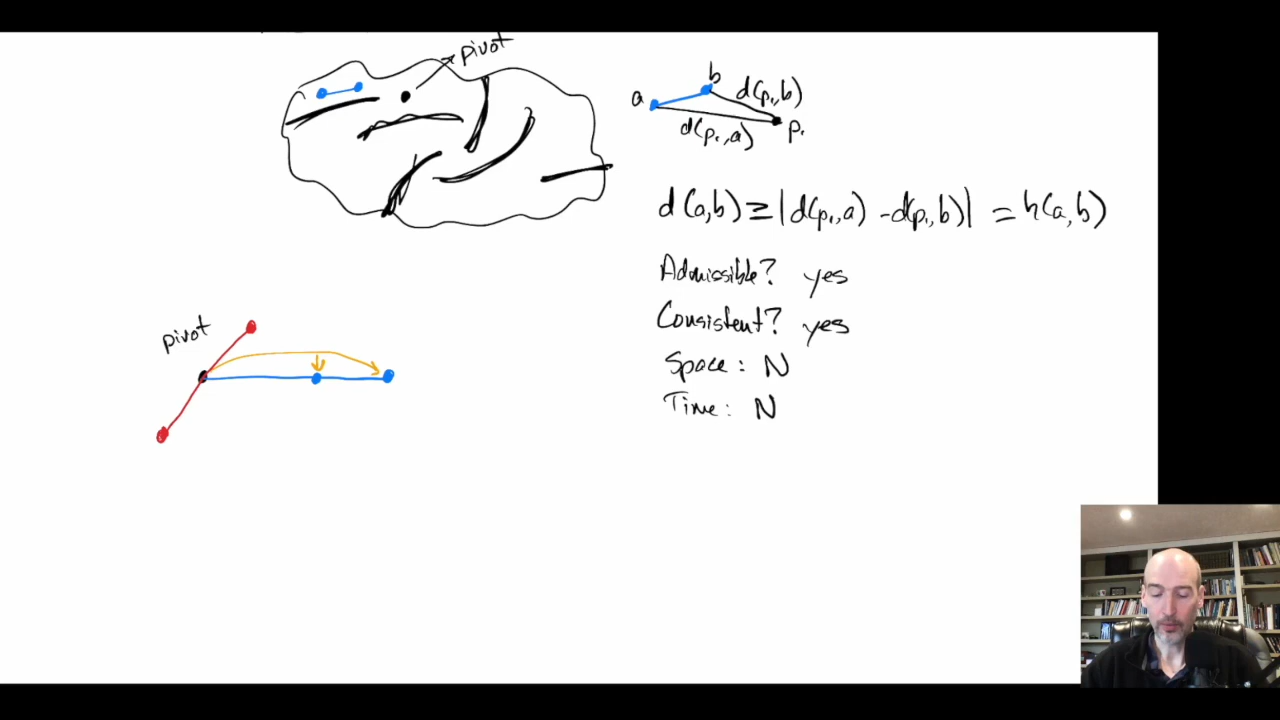 pivot
a
b
d(p₁,b)
d(p₁,a)
p₁
d(a,b) ≥ |d(p₁,a) - d(p₁,b)| = h(a,b)
Admissible? yes
Consistent? yes
Space: N
Time: N
pivot